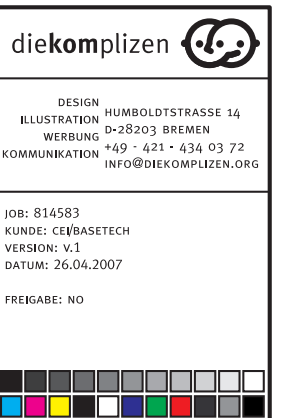 diekomplizen
DESIGN
ILLUSTRATION
WERBUNG
KOMMUNIKATION
HUMBOLDTSTRASSE 14
D-28203 BREMEN
+49 - 421 - 434 03 72
INFO@DIEKOMPLIZEN.ORG
JOB: 814583
KUNDE: CEI/BASETECH
VERSION: V.1
DATUM: 26.04.2007
FREIGABE: NO